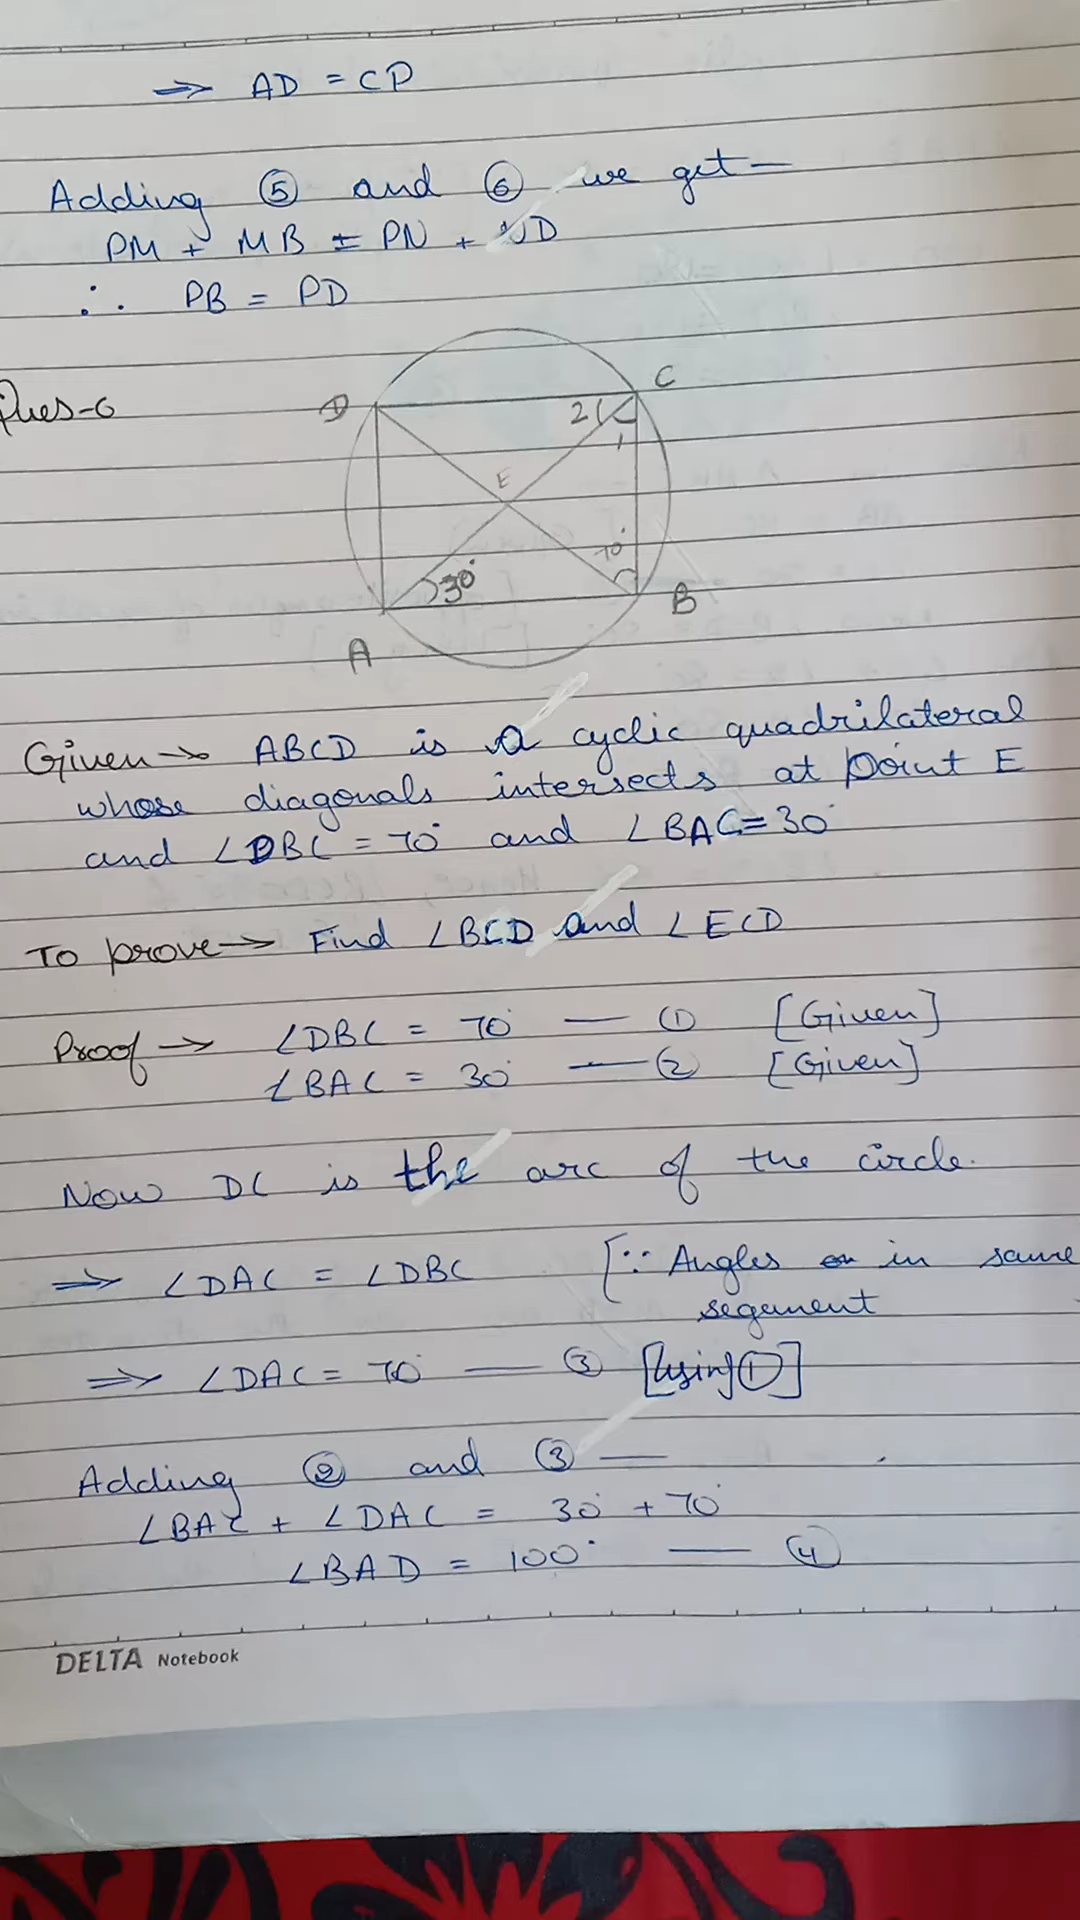 ⇒ AD = CP
Adding ⑤ and ⑥ we get —
PM + MB = PN + ND
∴ PB = PD
Ques-6
D
C
2
1
E
70°
30°
B
A
Given → ABCD is a cyclic quadrilateral
whose diagonals intersects at point E
and ∠DBC = 70° and ∠BAC = 30°
To prove → Find ∠BCD and ∠ECD
Proof → ∠DBC = 70° — ① [Given]
∠BAC = 30° — ② [Given]
Now DC is the arc of the circle.
⇒ ∠DAC = ∠DBC [∵ Angles in same
segement
⇒ ∠DAC = 70° — ③ [Using ①]
Adding ② and ③ —
∠BAC + ∠DAC = 30° + 70°
∠BAD = 100° — ④
DELTA Notebook